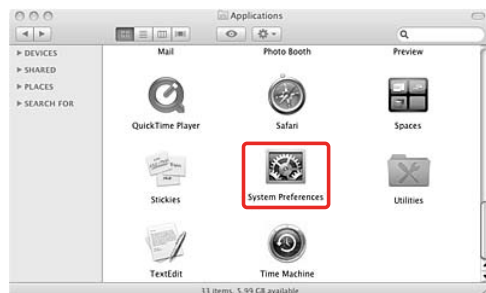 Applications
DEVICES
SHARED
PLACES
SEARCH FOR
Mail
Photo Booth
Preview
QuickTime Player
Safari
Spaces
Stickies
System Preferences
Utilities
TextEdit
Time Machine
33 items, 5.99 GB available